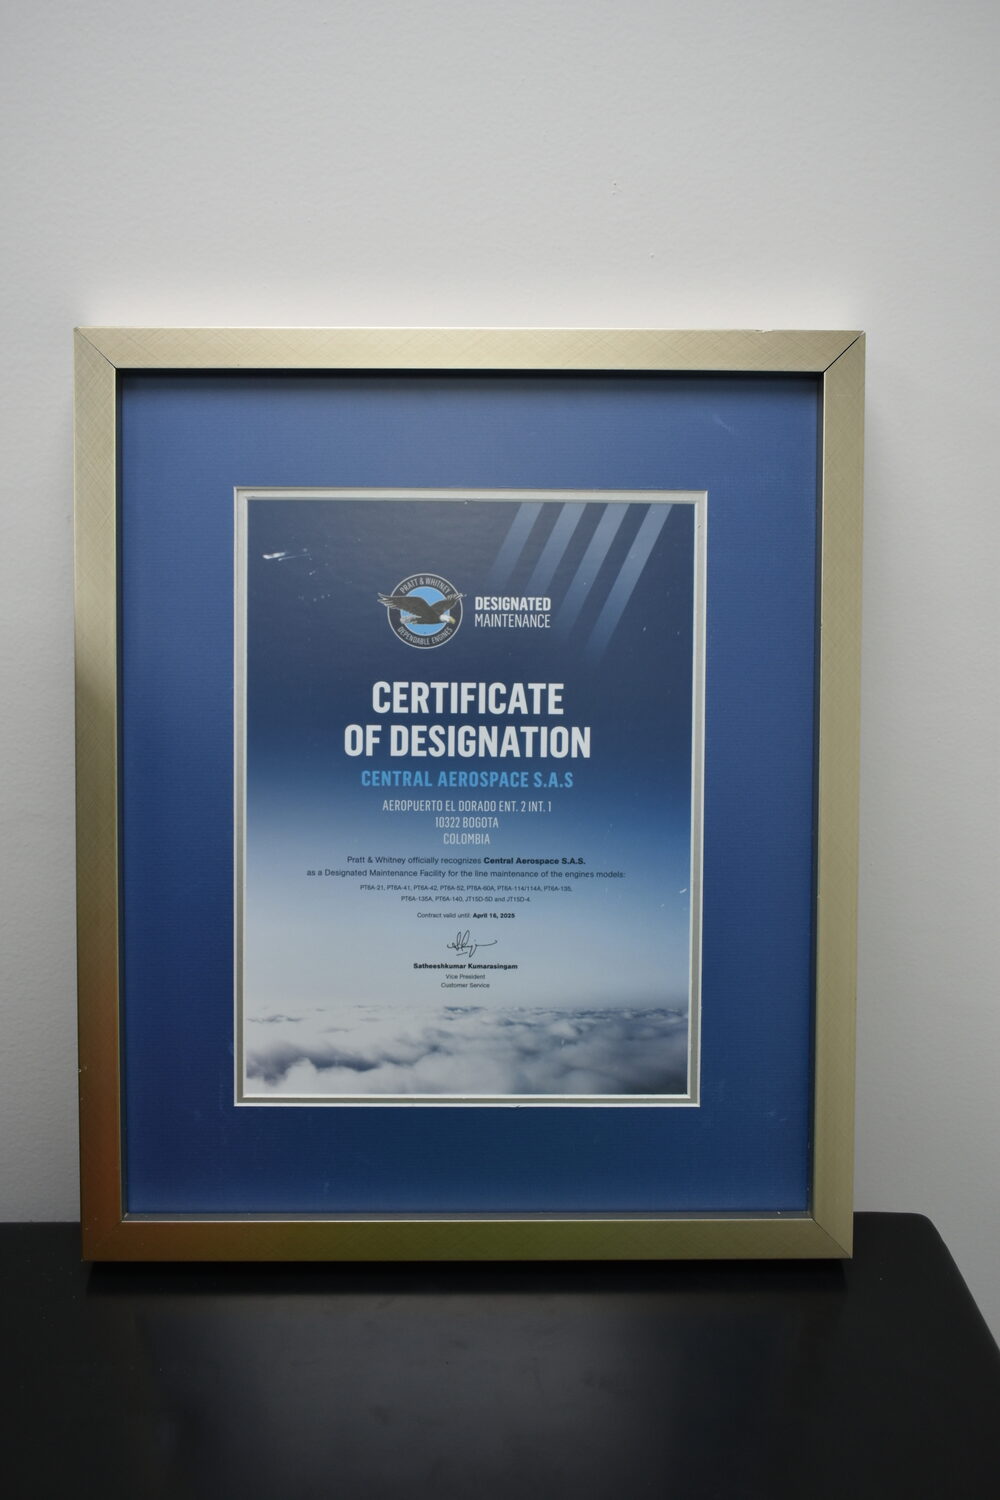 PRATT & WHITNEY
DEPENDABLE ENGINES
DESIGNATED
MAINTENANCE
CERTIFICATE
OF DESIGNATION
CENTRAL AEROSPACE S.A.S
AEROPUERTO EL DORADO ENT. 2 INT. 1
10322 BOGOTA
COLOMBIA
Pratt & Whitney officially recognizes Central Aerospace S.A.S.
as a Designated Maintenance Facility for the line maintenance of the engines models:
PT6A-21, PT6A-41, PT6A-42, PT6A-52, PT6A-60A, PT6A-114/114A, PT6A-135,
PT6A-135A, PT6A-140, JT15D-5D and JT15D-4
Contract valid until: April 16, 2025
Satheeshkumar Kumarasingam
Vice President
Customer Service